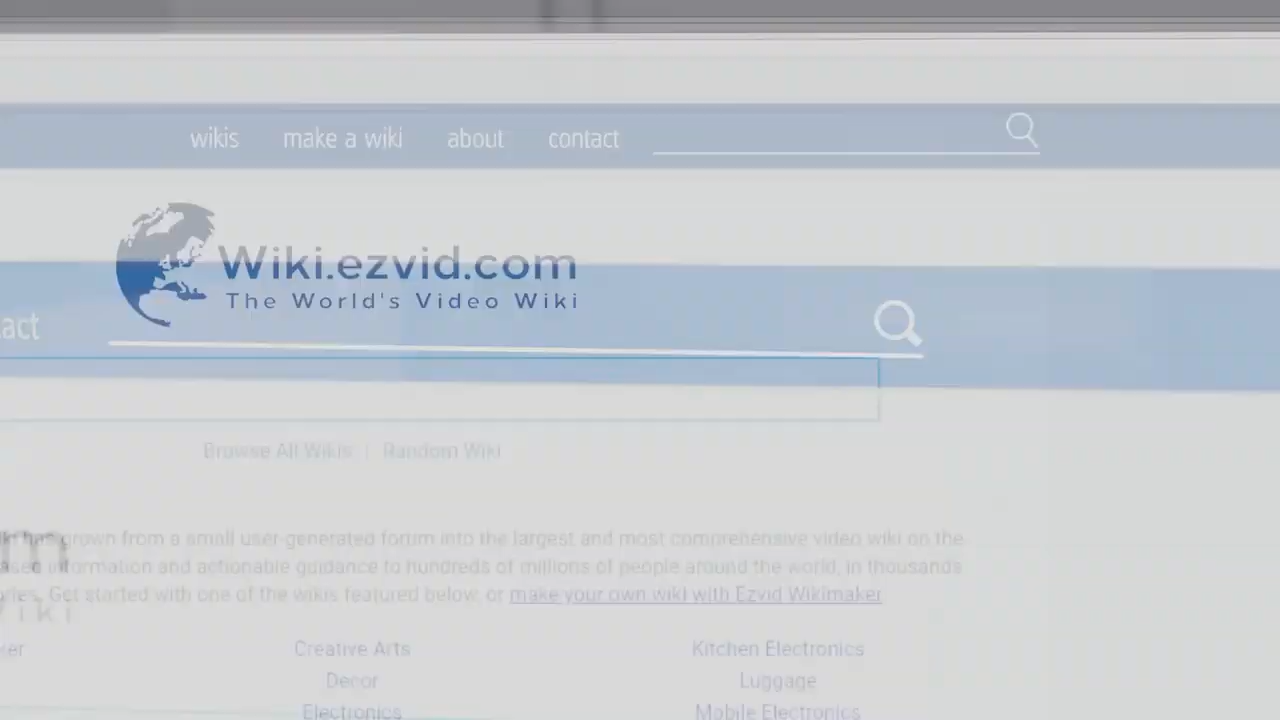 wikis make a wiki about contact
Wiki.ezvid.com
The World's Video Wiki
act
Browse All Wikis | Random Wiki
has grown from a small user-generated forum into the largest and most comprehensive video wiki on the
information and actionable guidance to hundreds of millions of people around the world, in thousands
Get started with one of the wikis featured below, or make your own wiki with Ezvid Wikimaker
Creative Arts Kitchen Electronics
Decor Luggage
Electronics Mobile Electronics